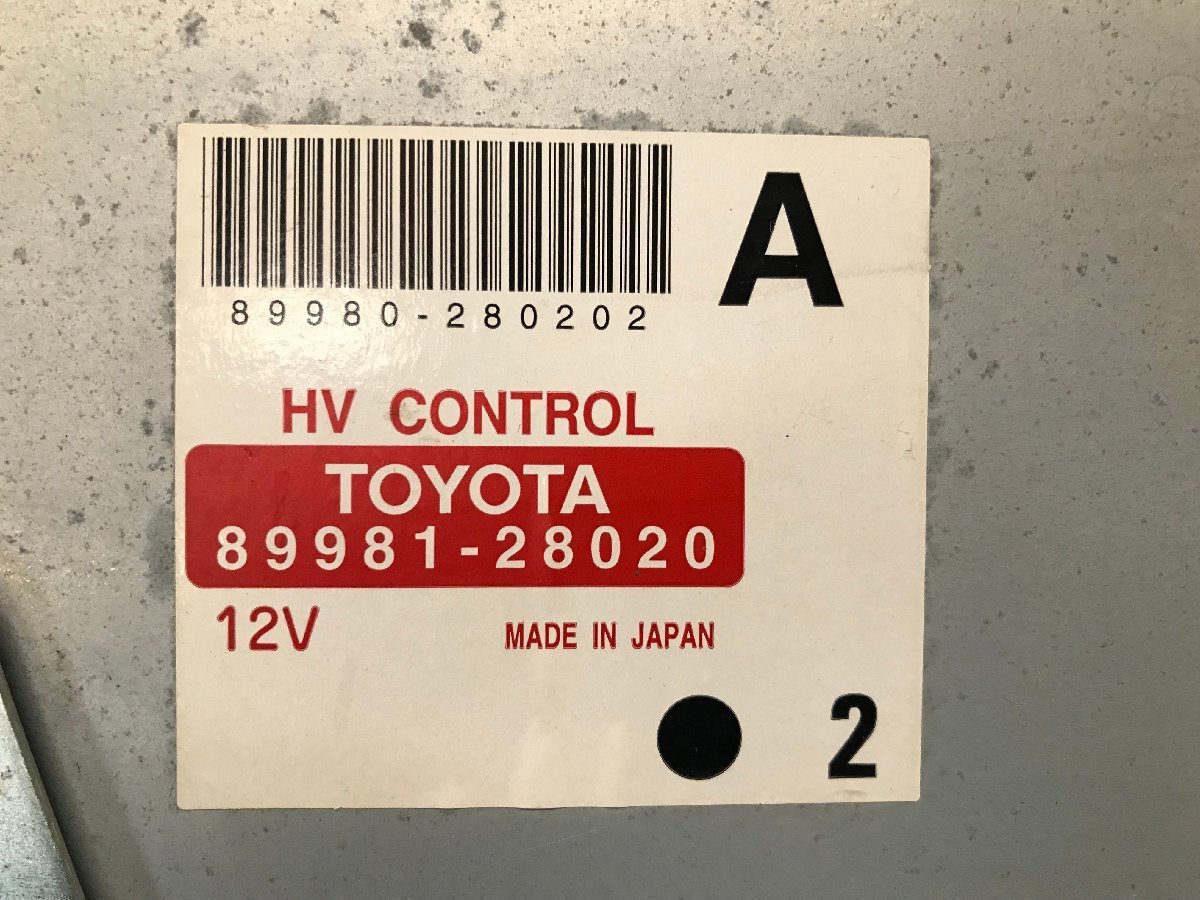 A
89980-280202
HV CONTROL
TOYOTA
89981-28020
12V MADE IN JAPAN
2